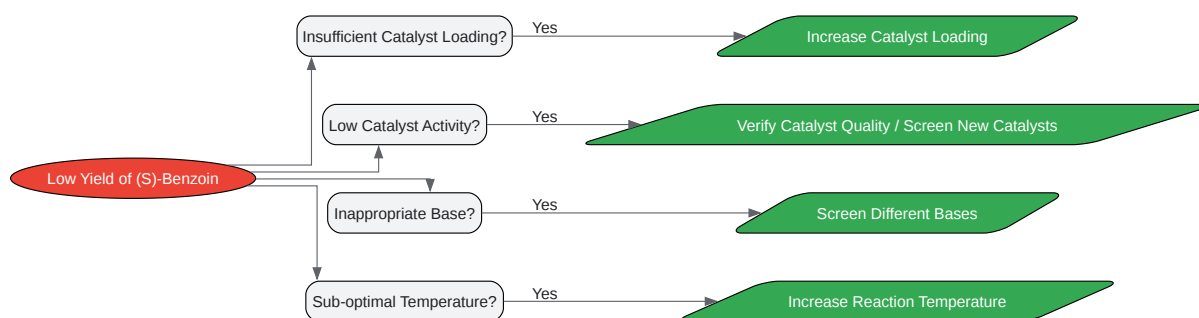 Insufficient Catalyst Loading?
Yes
Increase Catalyst Loading
Low Catalyst Activity?
Yes
Verify Catalyst Quality / Screen New Catalysts
Low Yield of (S)-Benzoin
Inappropriate Base?
Yes
Screen Different Bases
Sub-optimal Temperature?
Yes
Increase Reaction Temperature